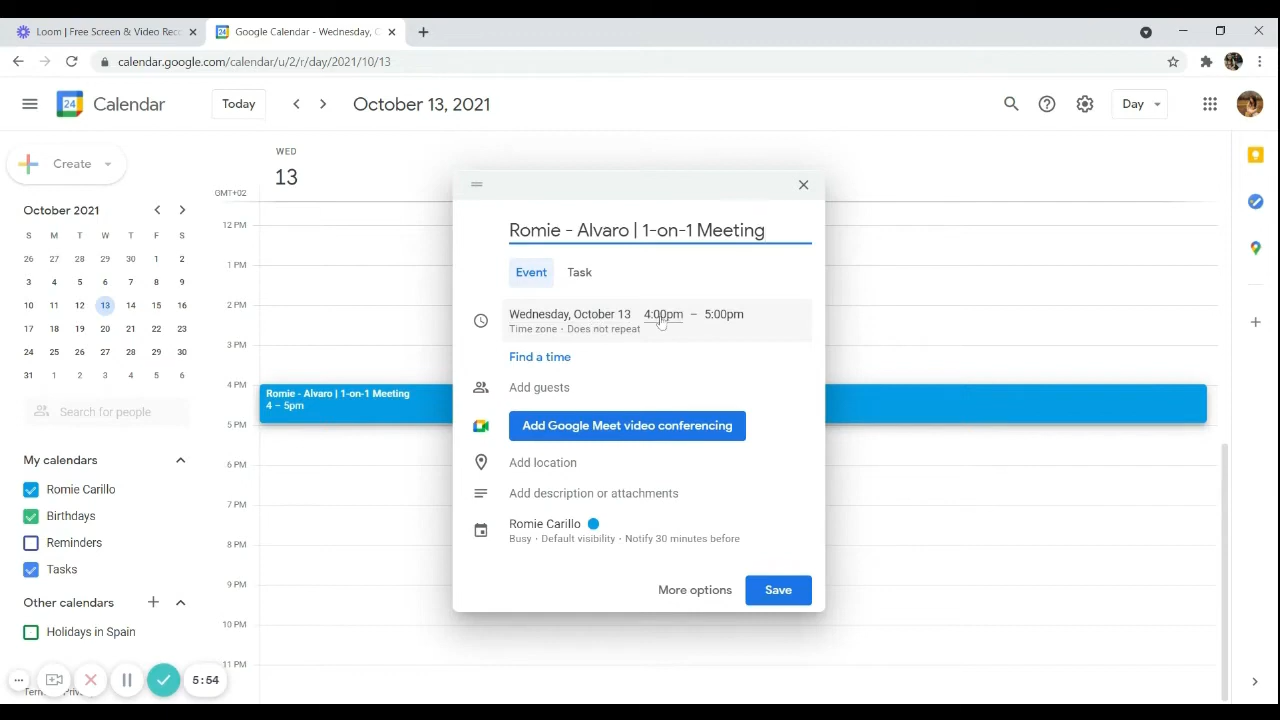 Loom | Free Screen & Video Rec
Google Calendar - Wednesday, O
calendar.google.com/calendar/u/2/r/day/2021/10/13
24
Calendar
Today
October 13, 2021
Day
Create
WED
13
GMT+02
October 2021
S M T W T F S
26 27 28 29 30 1 2
3 4 5 6 7 8 9
10 11 12 13 14 15 16
17 18 19 20 21 22 23
24 25 26 27 28 29 30
31 1 2 3 4 5 6
Search for people
My calendars
Romie Carillo
Birthdays
Reminders
Tasks
Other calendars
Holidays in Spain
5:54
12 PM
1 PM
2 PM
3 PM
4 PM
5 PM
6 PM
7 PM
8 PM
9 PM
10 PM
11 PM
Romie - Alvaro | 1-on-1 Meeting
4 – 5pm
Romie - Alvaro | 1-on-1 Meeting
Event Task
Wednesday, October 13 4:00pm – 5:00pm
Time zone · Does not repeat
Find a time
Add guests
Add Google Meet video conferencing
Add location
Add description or attachments
Romie Carillo
Busy · Default visibility · Notify 30 minutes before
More options
Save